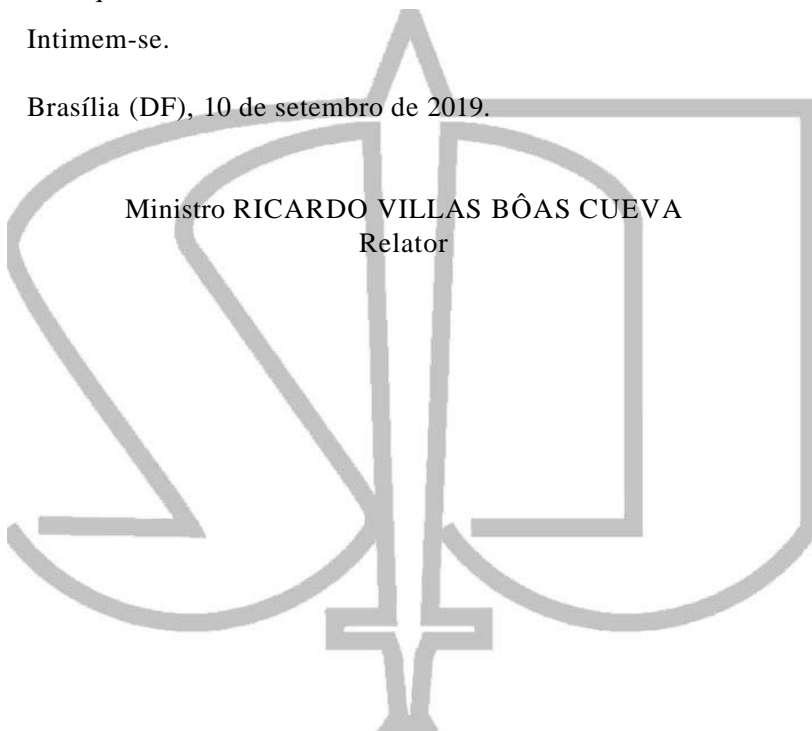 Intimem-se.
Brasília (DF), 10 de setembro de 2019.
Ministro RICARDO VILLAS BÔAS CUEVA
Relator